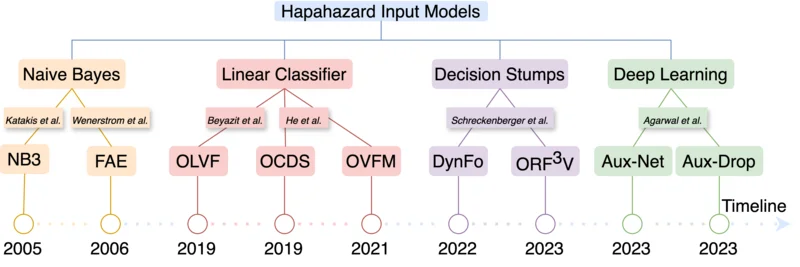 Hapahazard Input Models
Naive Bayes
Linear Classifier
Decision Stumps
Deep Learning
Katakis et al.
Wenerstrom et al.
Beyazit et al.
He et al.
Schreckenberger et al.
Agarwal et al.
NB3
FAE
OLVF
OCDS
OVFM
DynFo
ORF³V
Aux-Net
Aux-Drop
Timeline
2005
2006
2019
2019
2021
2022
2023
2023
2023